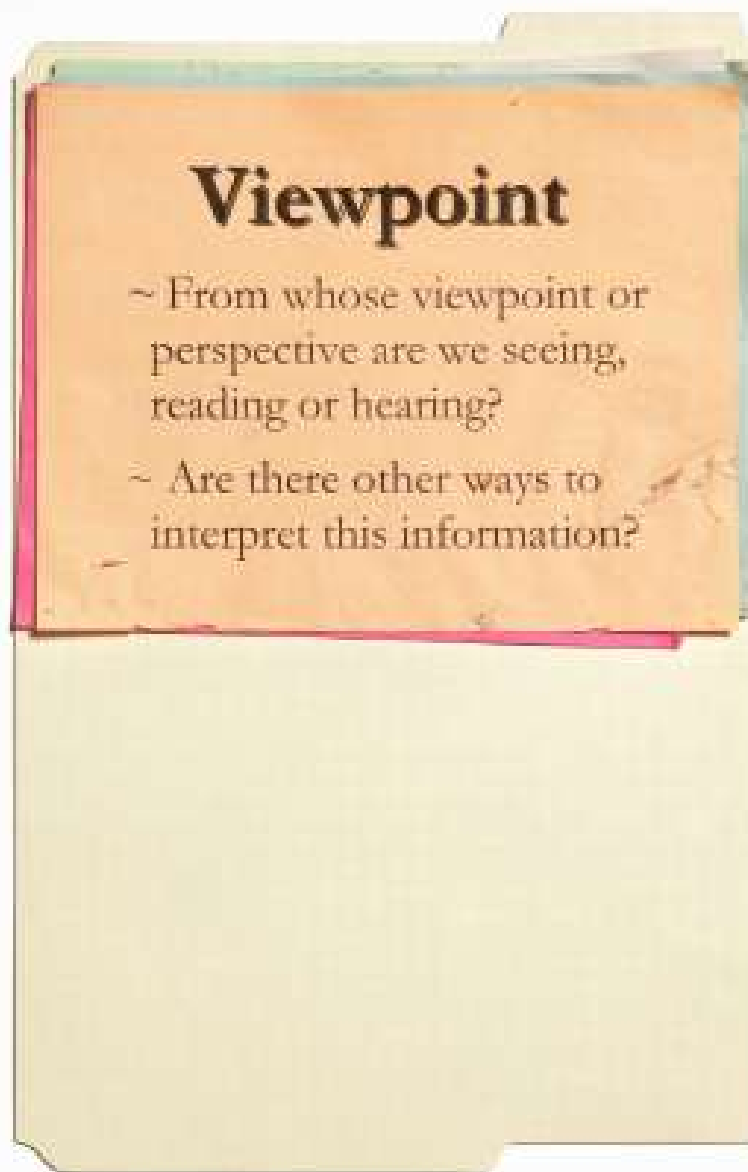 Viewpoint
~ From whose viewpoint or
perspective are we seeing,
reading or hearing?
~ Are there other ways to
interpret this information?